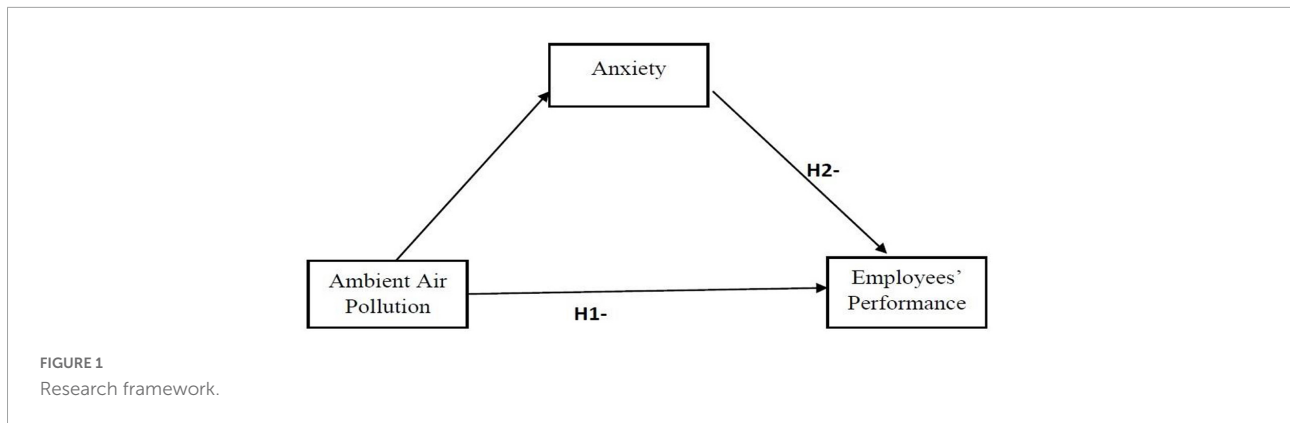 Anxiety
H2-
Ambient Air
Pollution
H1-
Employees'
Performance
FIGURE 1
Research framework.